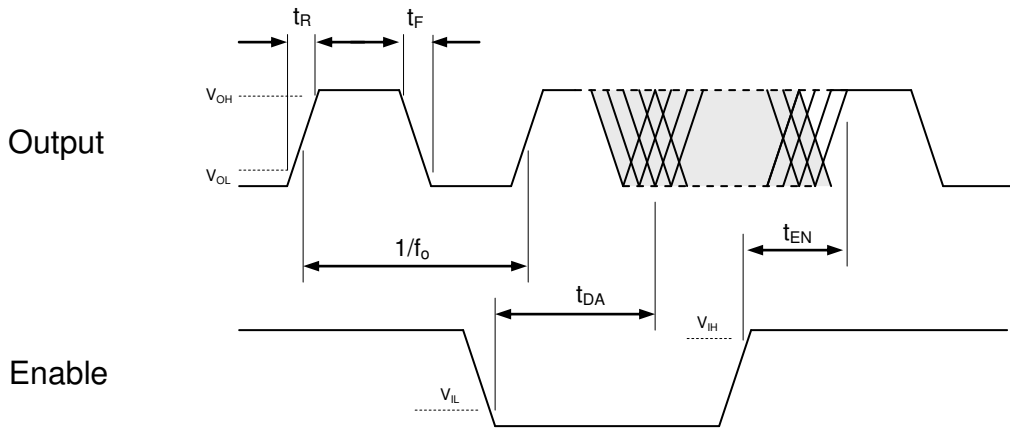 tR tF
VOH
Output
VOL
tEN
1/fo
tDA
VIH
Enable
VIL